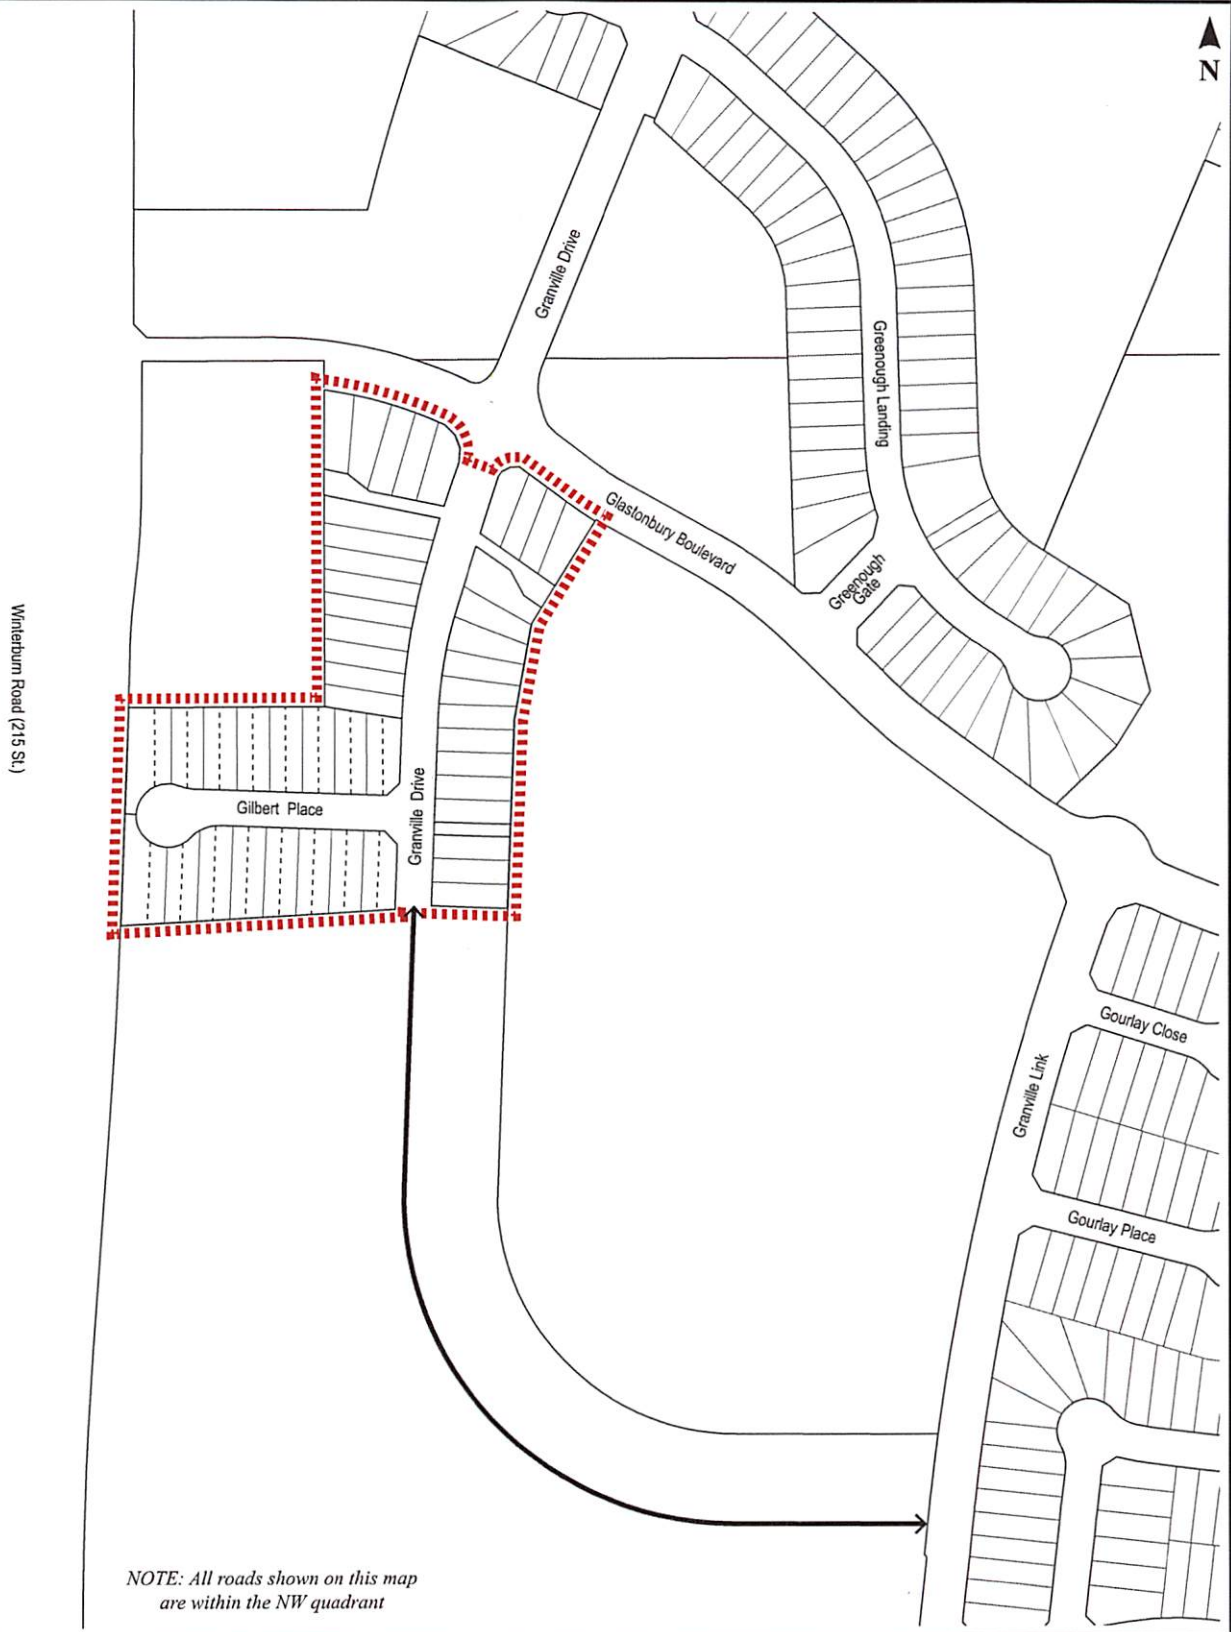 N
Granville Drive
Greenough Landing
Glastonbury Boulevard
Greenough
Gate
Winterburn Road (215 St.)
Gilbert Place
Granville Drive
Gourlay Close
Granville Link
Gourlay Place
NOTE: All roads shown on this map
are within the NW quadrant